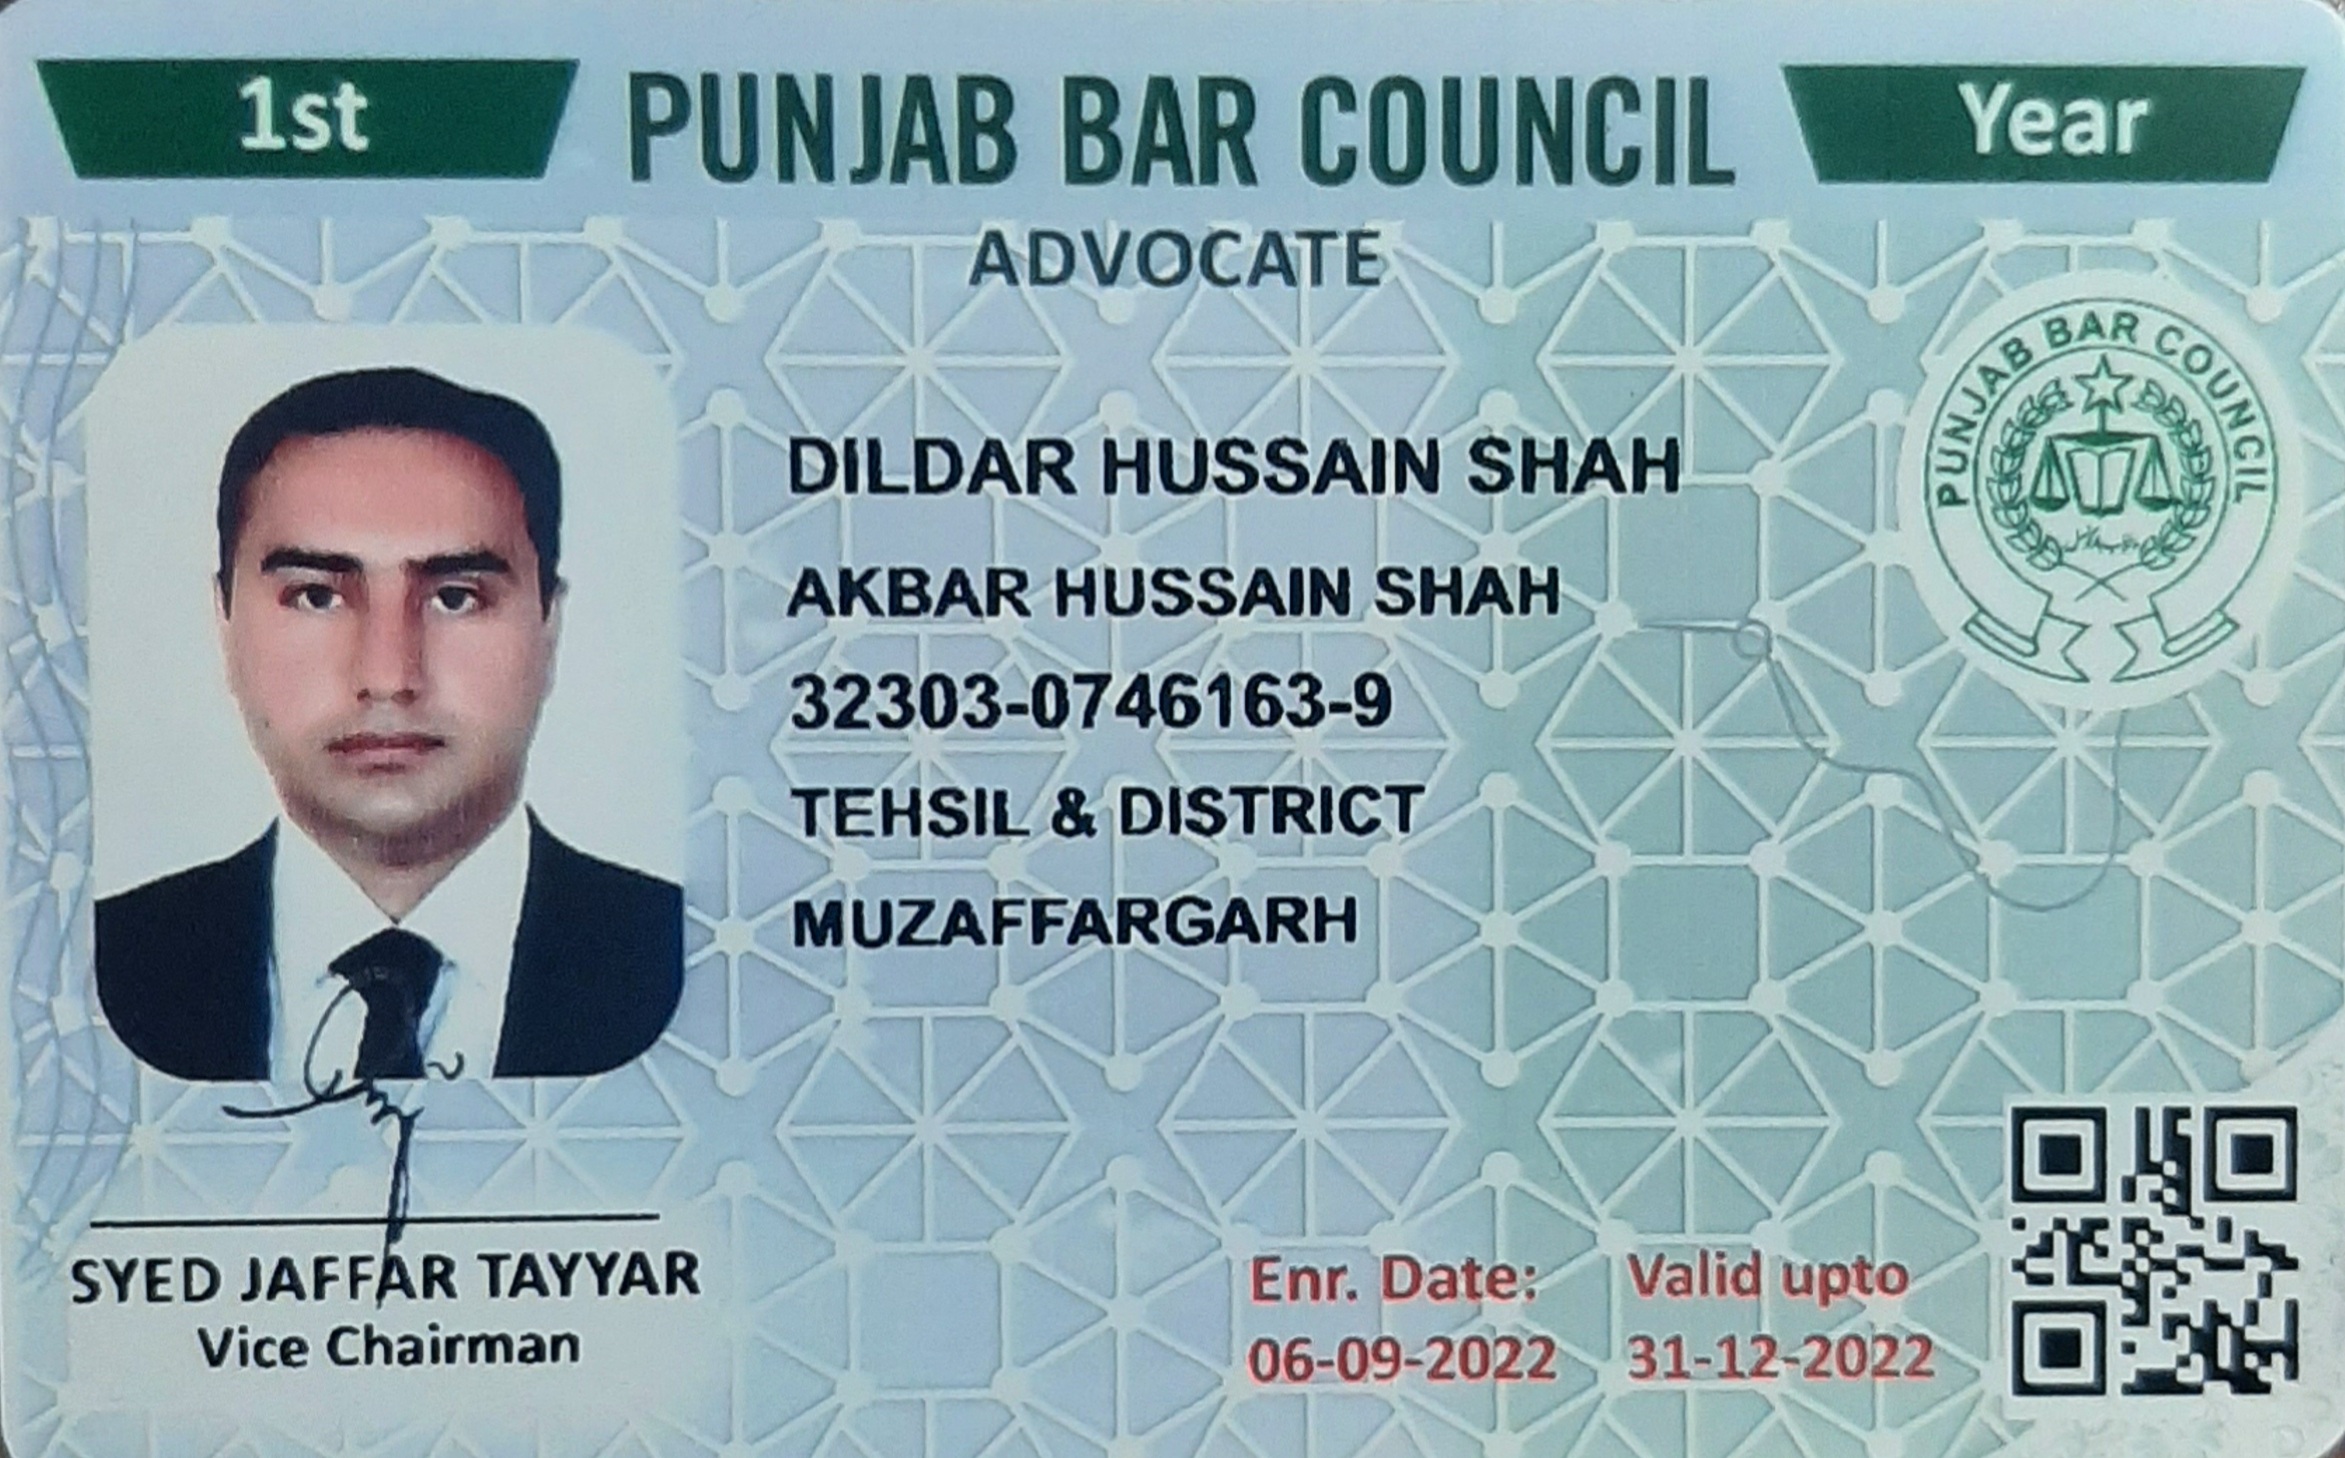 1st
PUNJAB BAR COUNCIL
Year
ADVOCATE
PUNJAB BAR COUNCIL
DILDAR HUSSAIN SHAH
AKBAR HUSSAIN SHAH
32303-0746163-9
TEHSIL & DISTRICT
MUZAFFARGARH
SYED JAFFAR TAYYAR
Vice Chairman
Enr. Date: Valid upto
06-09-2022 31-12-2022